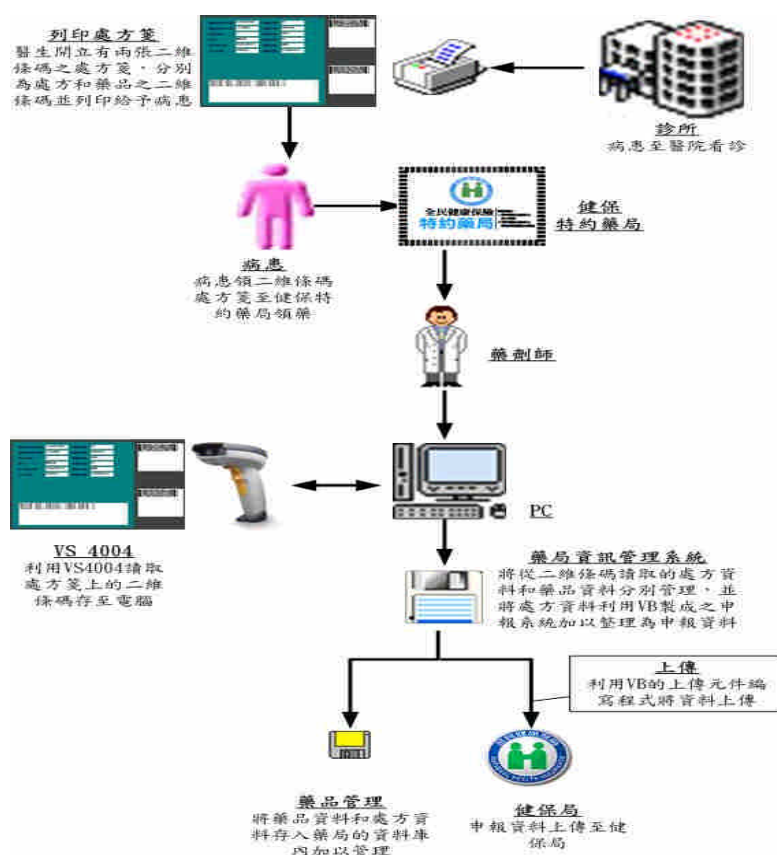 列印處方箋
醫生開立有兩張二維
條碼之處方箋，分別
為處方和藥品之二維
條碼並列印給予病患
診所
病患至醫院看診
全民健康保險
特約藥局
健保
特約藥局
病患
病患領二維條碼
處方箋至健保特
約藥局領藥
藥劑師
PC
VS 4004
利用VS4004讀取
處方箋上的二維
條碼存至電腦
藥局資訊管理系統
將從二維條碼讀取的處方資
料和藥品資料分別管理，並
將處方資料利用VB製成之申
報系統加以整理為申報資料
上傳
利用VB的上傳元件編
寫程式將資料上傳
藥品管理
將藥品資料和處方資
料存入藥局的資料庫
內加以管理
健保局
申報資料上傳至健
保局